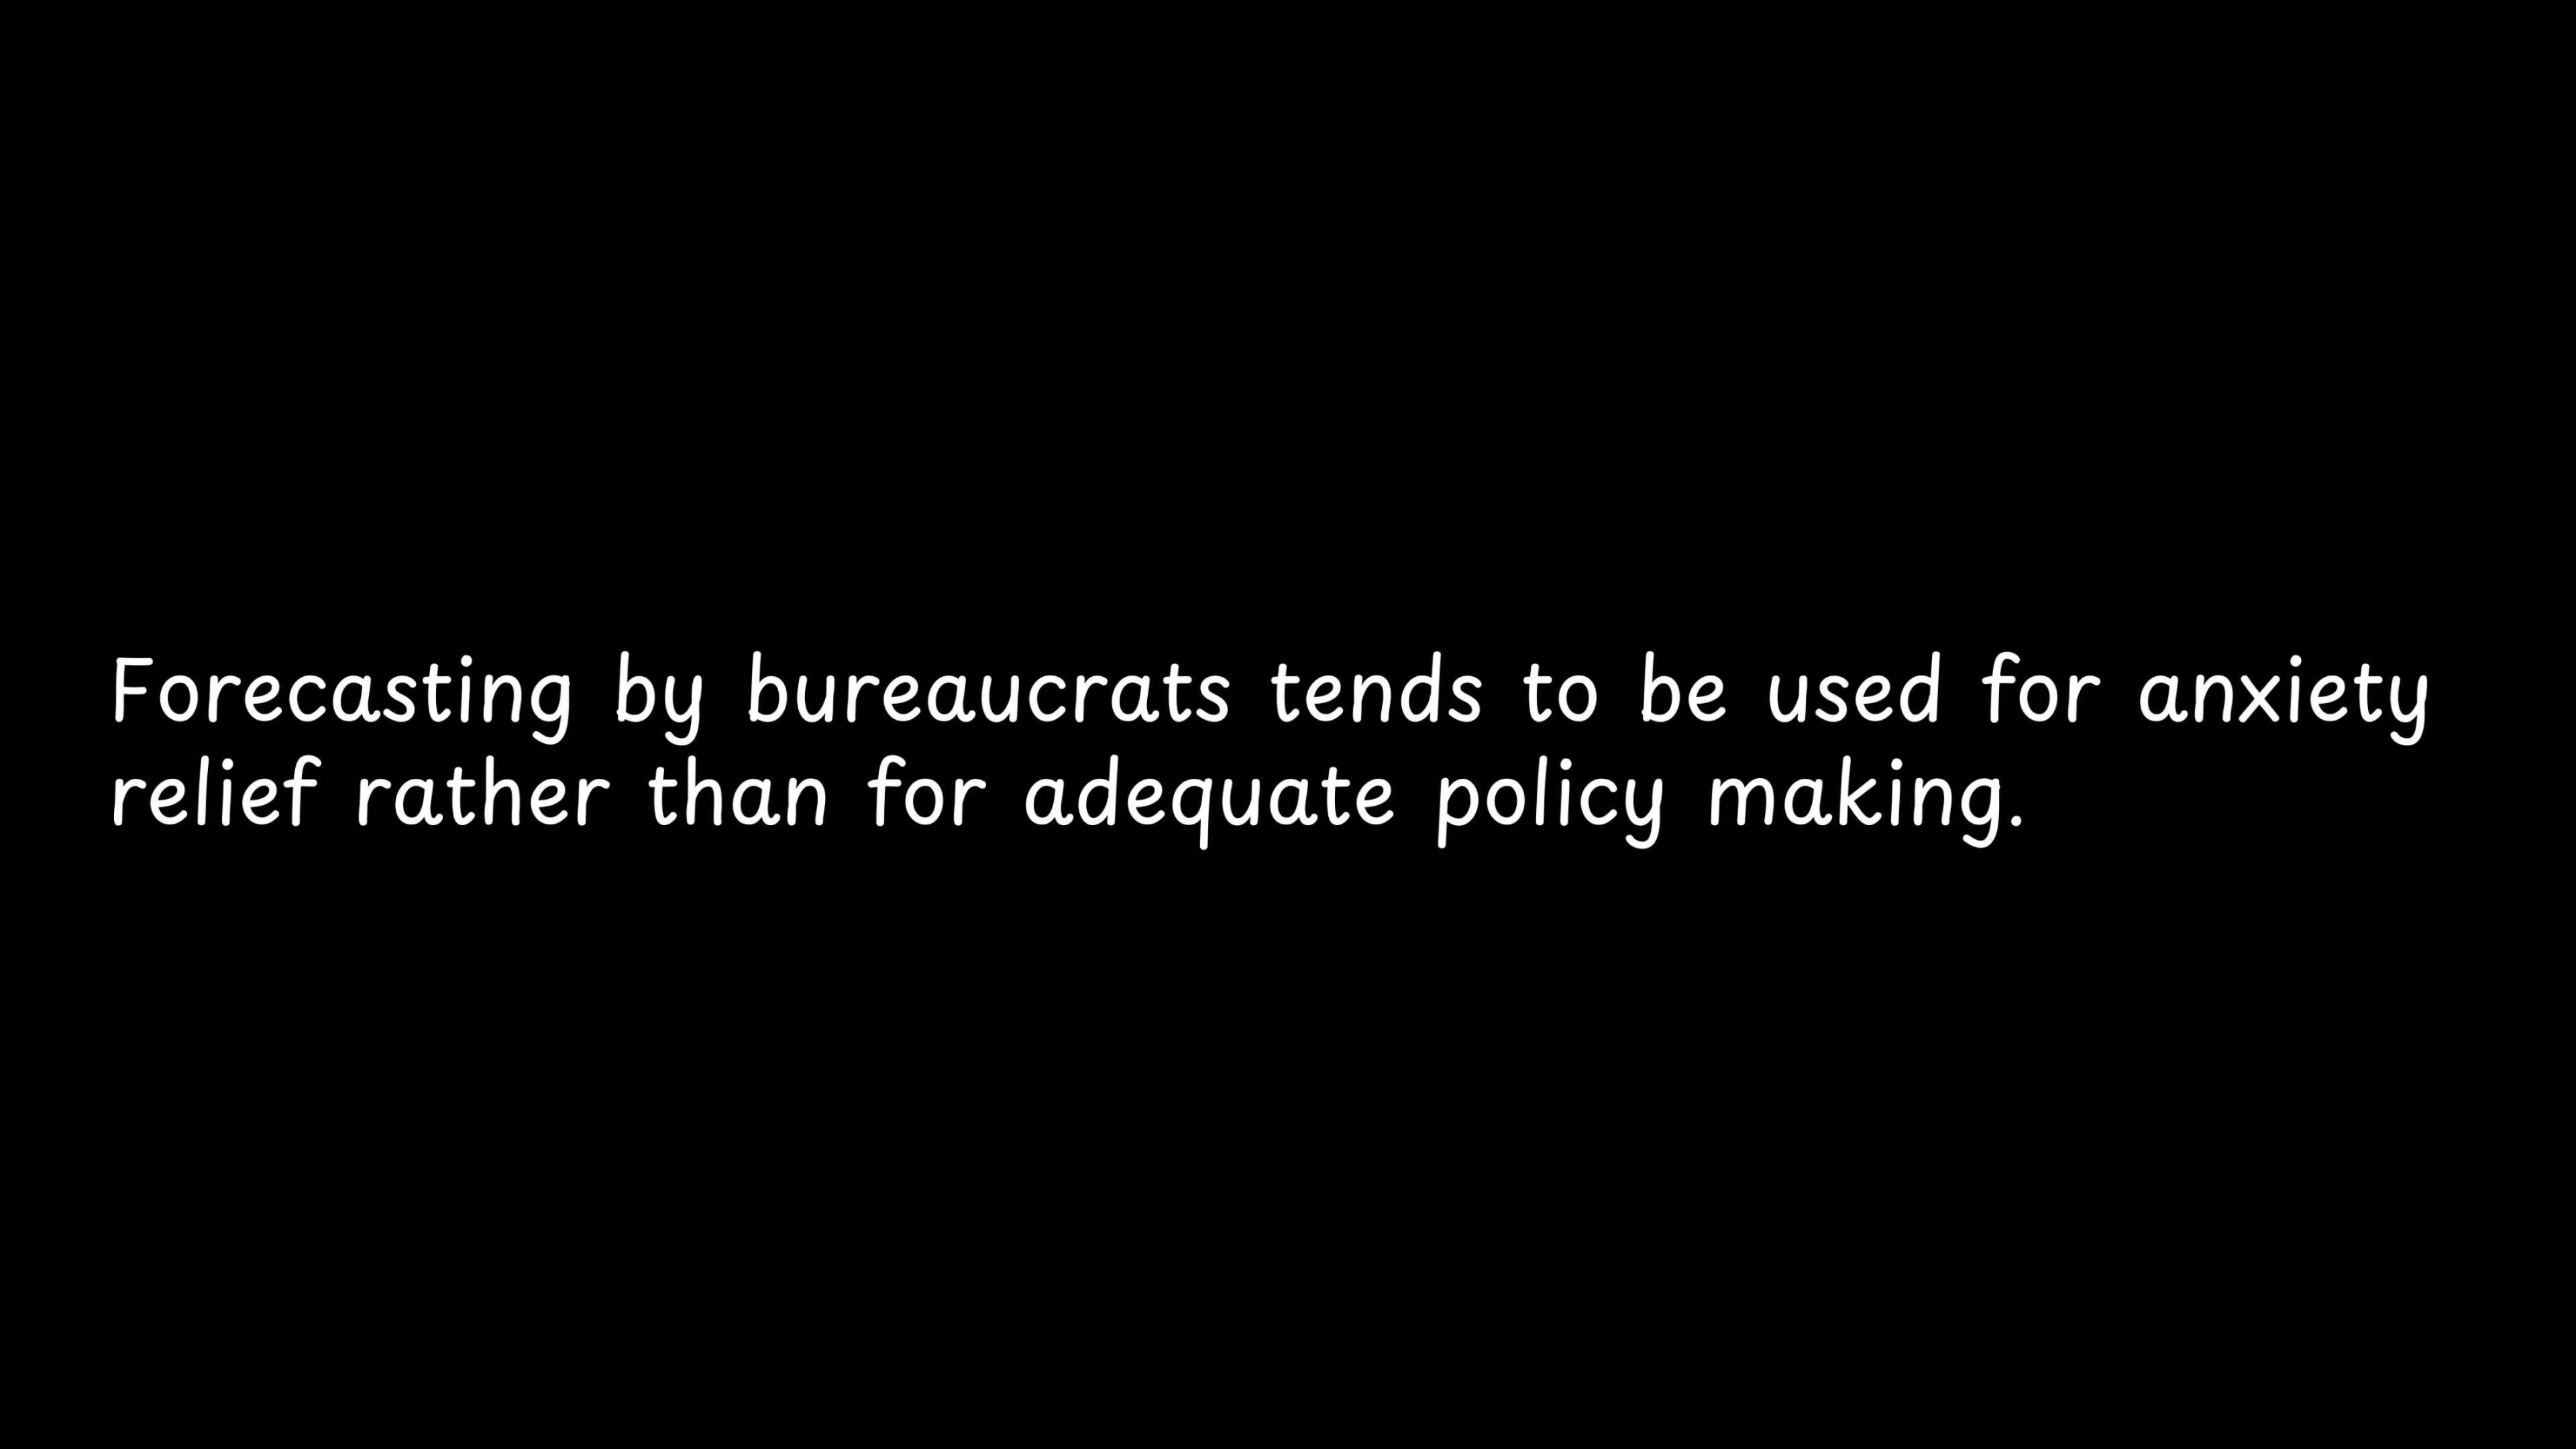 Forecasting by bureaucrats tends to be used for anxiety
relief rather than for adequate policy making.